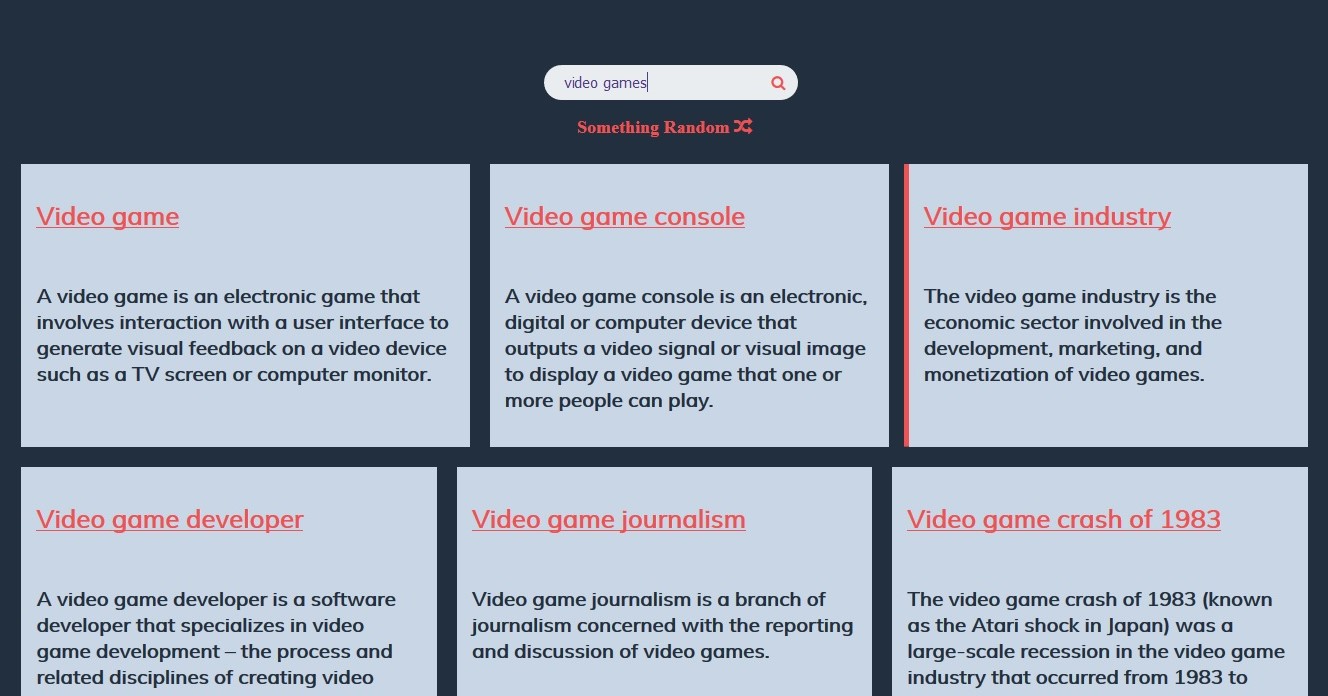 video games
Something Random
Video game
A video game is an electronic game that
involves interaction with a user interface to
generate visual feedback on a video device
such as a TV screen or computer monitor.
Video game console
A video game console is an electronic,
digital or computer device that
outputs a video signal or visual image
to display a video game that one or
more people can play.
Video game industry
The video game industry is the
economic sector involved in the
development, marketing, and
monetization of video games.
Video game developer
A video game developer is a software
developer that specializes in video
game development – the process and
related disciplines of creating video
Video game journalism
Video game journalism is a branch of
journalism concerned with the reporting
and discussion of video games.
Video game crash of 1983
The video game crash of 1983 (known
as the Atari shock in Japan) was a
large-scale recession in the video game
industry that occurred from 1983 to